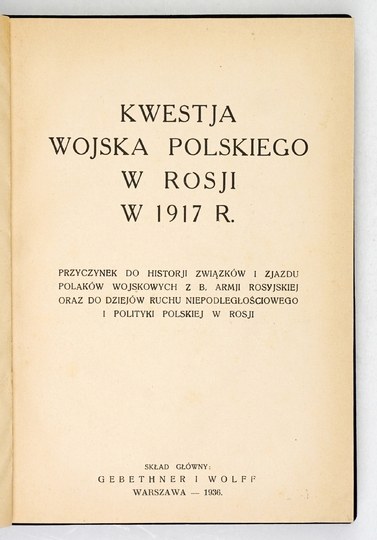 KWESTJA
WOJSKA POLSKIEGO
W ROSJI
W 1917 R.
PRZYCZYNEK DO HISTORJI ZWIĄZKÓW I ZJAZDU
POLAKÓW WOJSKOWYCH Z B. ARMJI ROSYJSKIEJ
ORAZ DO DZIEJÓW RUCHU NIEPODLEGŁOŚCIOWEGO
I POLITYKI POLSKIEJ W ROSJI
SKŁAD GŁÓWNY:
GEBETHNER I WOLFF
WARSZAWA — 1936.